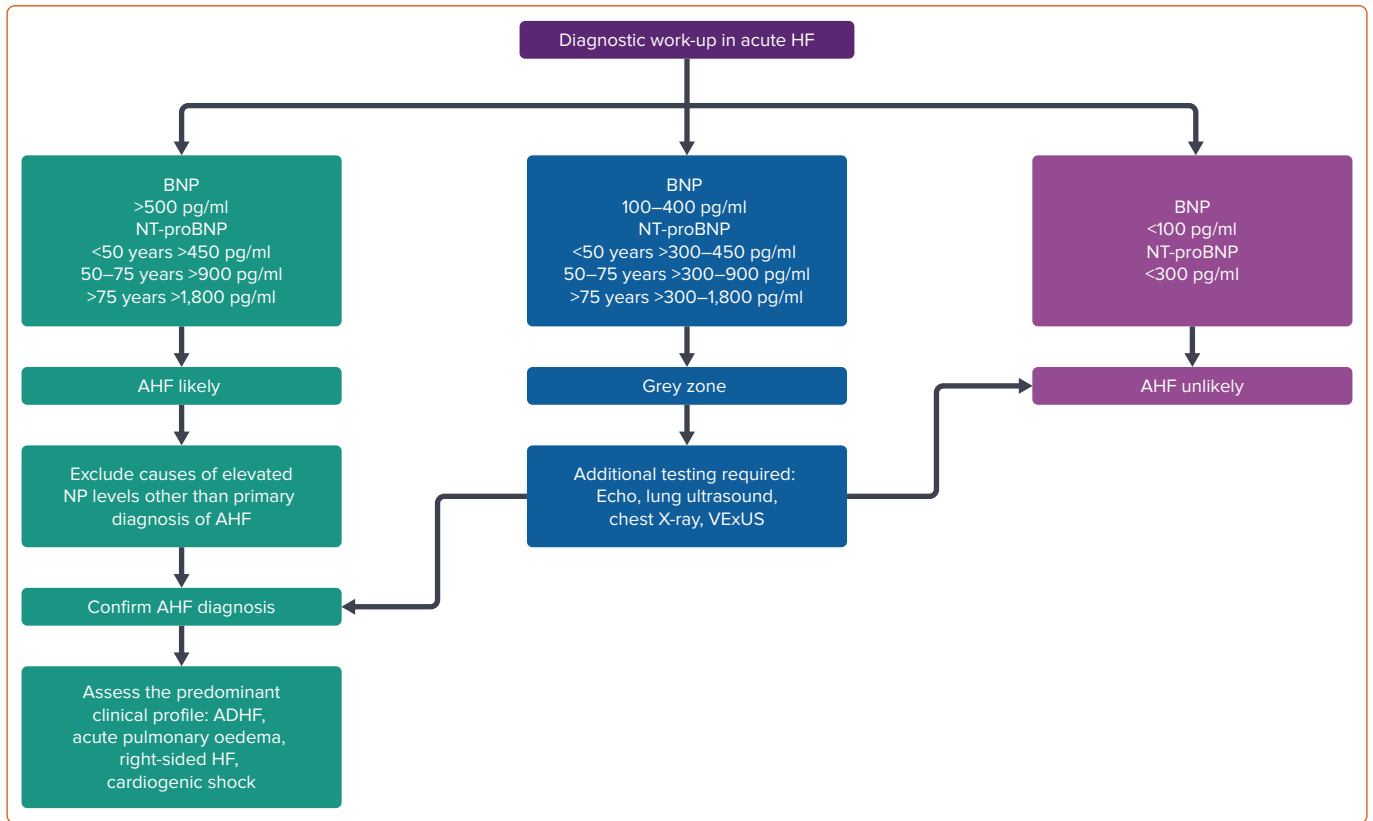 Diagnostic work-up in acute HF
BNP
>500 pg/ml
NT-proBNP
<50 years >450 pg/ml
50–75 years >900 pg/ml
>75 years >1,800 pg/ml
BNP
100–400 pg/ml
NT-proBNP
<50 years >300–450 pg/ml
50–75 years >300–900 pg/ml
>75 years >300–1,800 pg/ml
BNP
<100 pg/ml
NT-proBNP
<300 pg/ml
AHF likely
Grey zone
AHF unlikely
Exclude causes of elevated
NP levels other than primary
diagnosis of AHF
Additional testing required:
Echo, lung ultrasound,
chest X-ray, VExUS
Confirm AHF diagnosis
Assess the predominant
clinical profile: ADHF,
acute pulmonary oedema,
right-sided HF,
cardiogenic shock